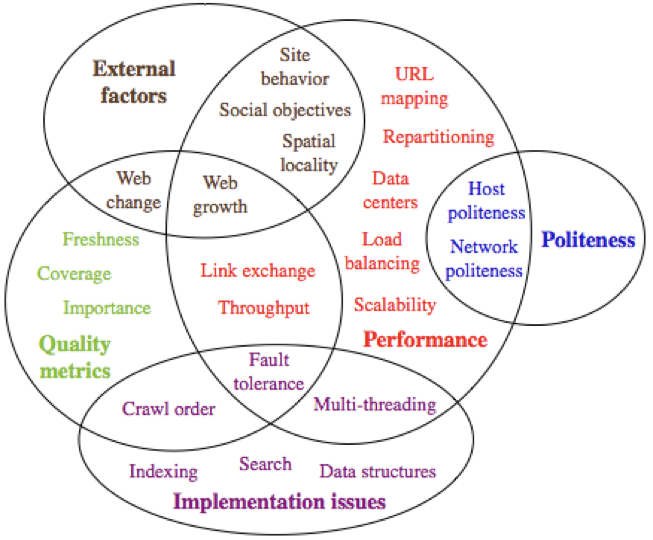 External
factors
Site
behavior
Social objectives
Spatial
locality
URL
mapping
Repartitioning
Web
change
Web
growth
Data
centers
Host
politeness
Network
politeness
Politeness
Freshness
Coverage
Importance
Quality
metrics
Link exchange
Throughput
Load
balancing
Scalability
Performance
Fault
tolerance
Crawl order
Multi-threading
Indexing
Search
Data structures
Implementation issues